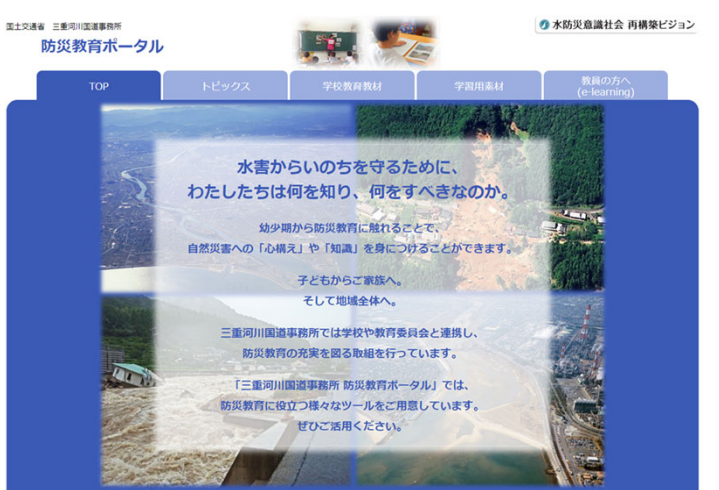 国土交通省 三重河川国道事務所
防災教育ポータル
水防災意識社会 再構築ビジョン
TOP
トピックス
学校教育教材
学習用素材
教員の方へ
(e-learning)
水害からいのちを守るために、
わたしたちは何を知り、何をすべきなのか。
幼少期から防災教育に触れることで、
自然災害への「心構え」や「知識」を身につけることができます。
子どもからご家族へ。
そして地域全体へ。
三重河川国道事務所では学校や教育委員会と連携し、
防災教育の充実を図る取組を行っています。
「三重河川国道事務所 防災教育ポータル」では、
防災教育に役立つ様々なツールをご用意しています。
ぜひご活用ください。